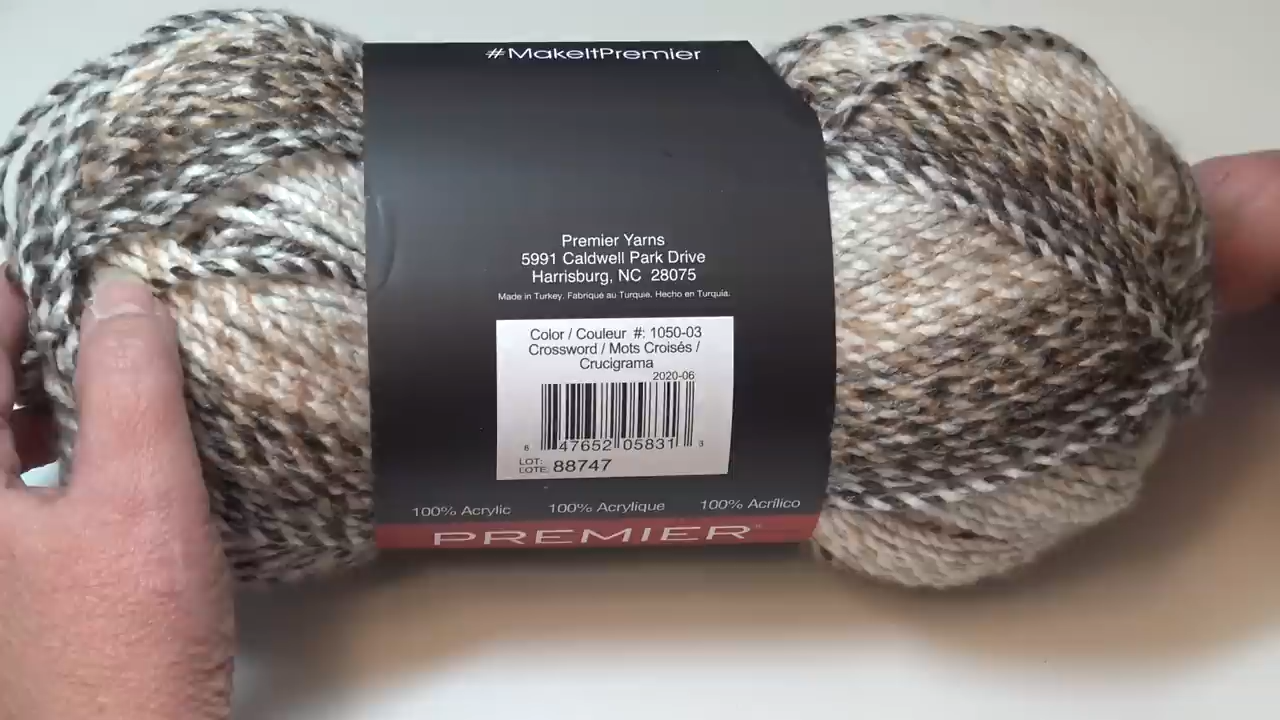 #MakeItPremier
Premier Yarns
5991 Caldwell Park Drive
Harrisburg, NC 28075
Made in Turkey. Fabriqué au Turquie. Hecho en Turquía.
Color / Couleur #: 1050-03
Crossword / Mots Croisés /
Crucigrama
2020-06
8 47652 05831 3
LOT:
LOTE: 88747
100% Acrylic 100% Acrylique 100% Acrílico
PREMIER®